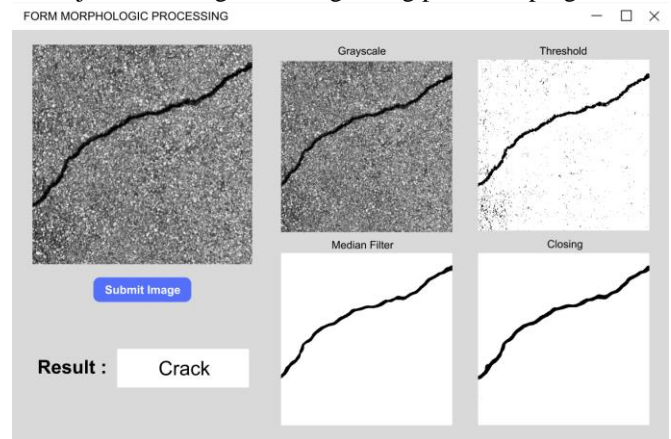 FORM MORPHOLOGIC PROCESSING
Grayscale
Threshold
Median Filter
Closing
Submit Image
Result :
Crack